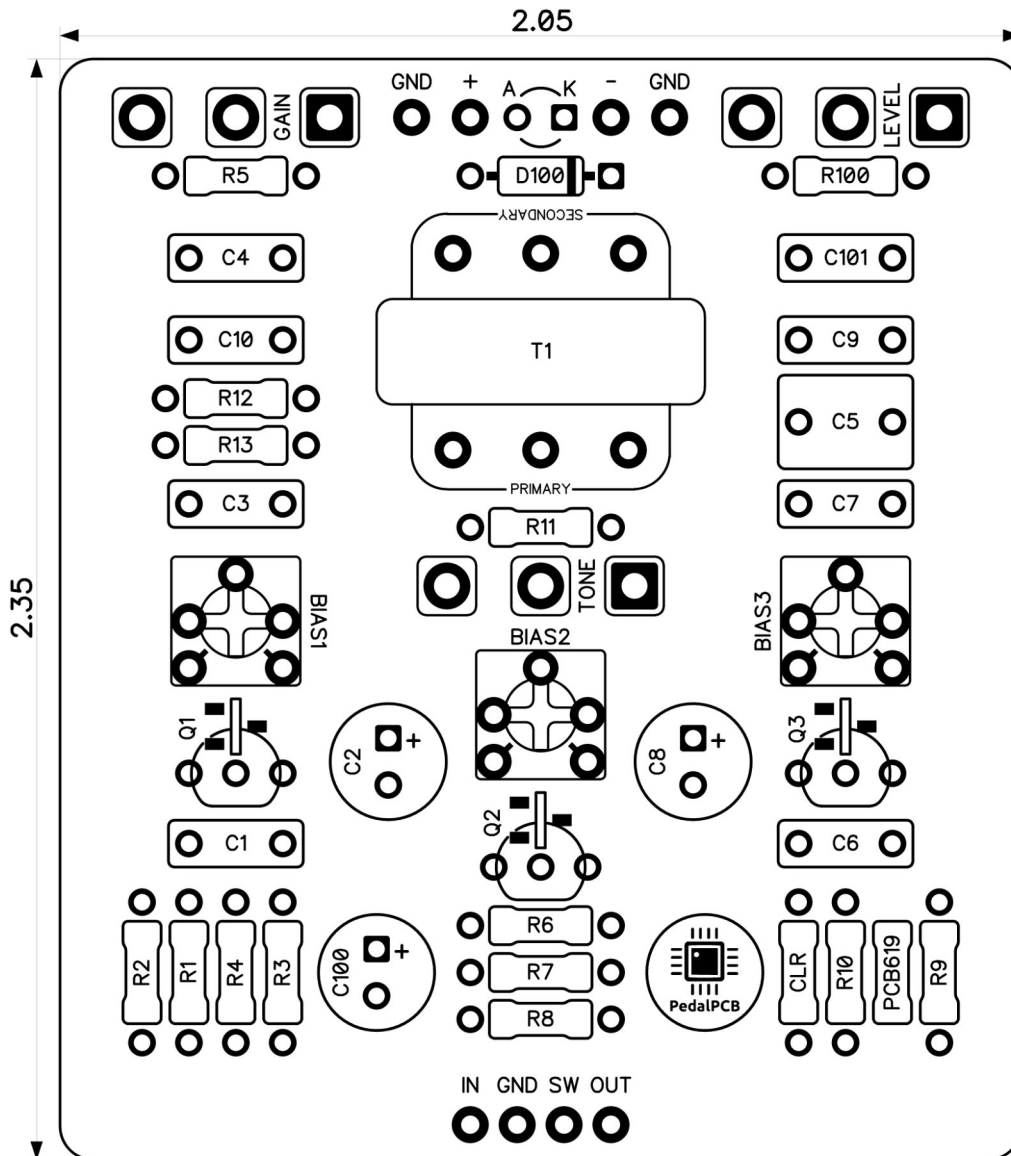 2.05
2.35
GND + A K - GND
GAIN
LEVEL
R5
D100
R100
SECONDARY
C4
C101
C10
T1
C9
R12
C5
R13
C3
PRIMARY
C7
R11
TONE
BIAS1
BIAS2
BIAS3
Q1
C2
+
C8
+
Q3
Q2
C1
C6
R2
R1
R4
R3
C100
+
R6
R7
R8
PedalPCB
CLR
R10
PCB619
R9
IN GND SW OUT